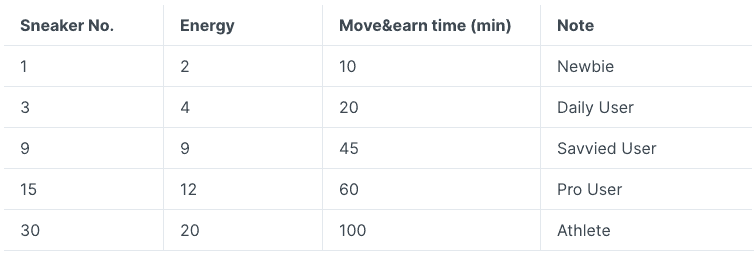 Sneaker No. Energy Move&earn time (min) Note
1 2 10 Newbie
3 4 20 Daily User
9 9 45 Savvied User
15 12 60 Pro User
30 20 100 Athlete